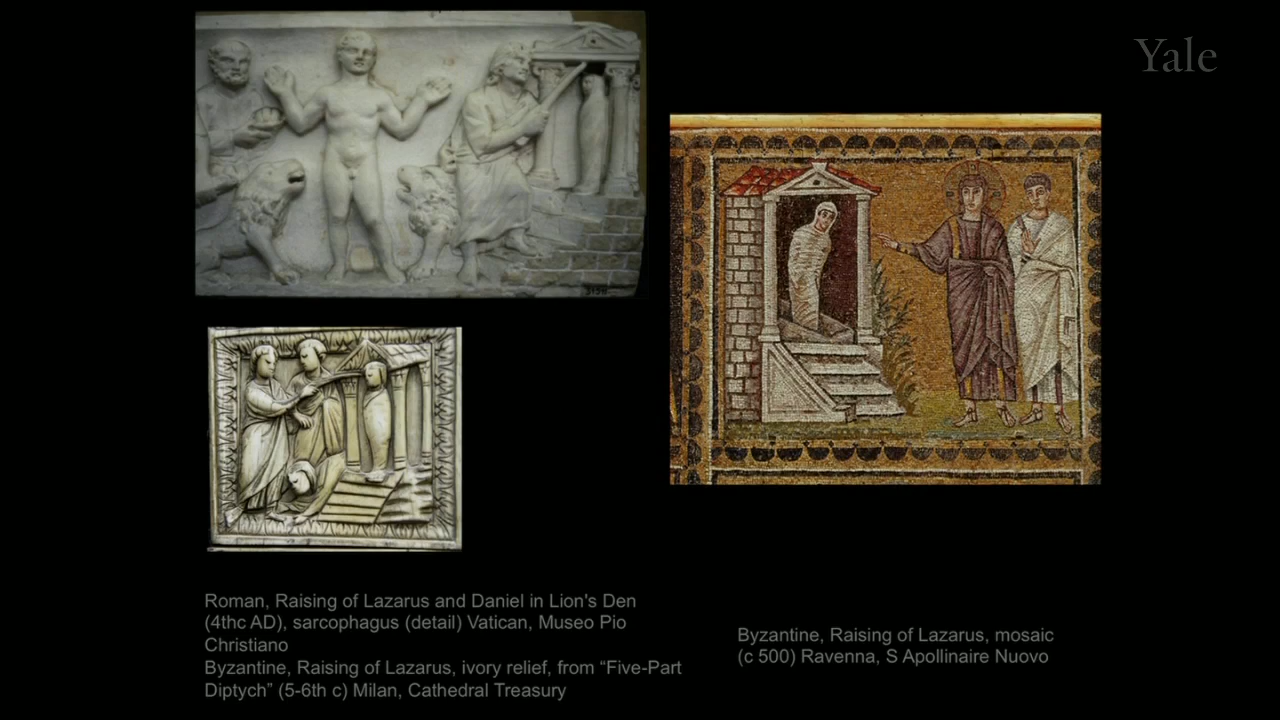 Yale
Roman, Raising of Lazarus and Daniel in Lion's Den
(4thc AD), sarcophagus (detail) Vatican, Museo Pio
Christiano
Byzantine, Raising of Lazarus, ivory relief, from “Five-Part
Diptych” (5-6th c) Milan, Cathedral Treasury
Byzantine, Raising of Lazarus, mosaic
(c 500) Ravenna, S Apollinaire Nuovo